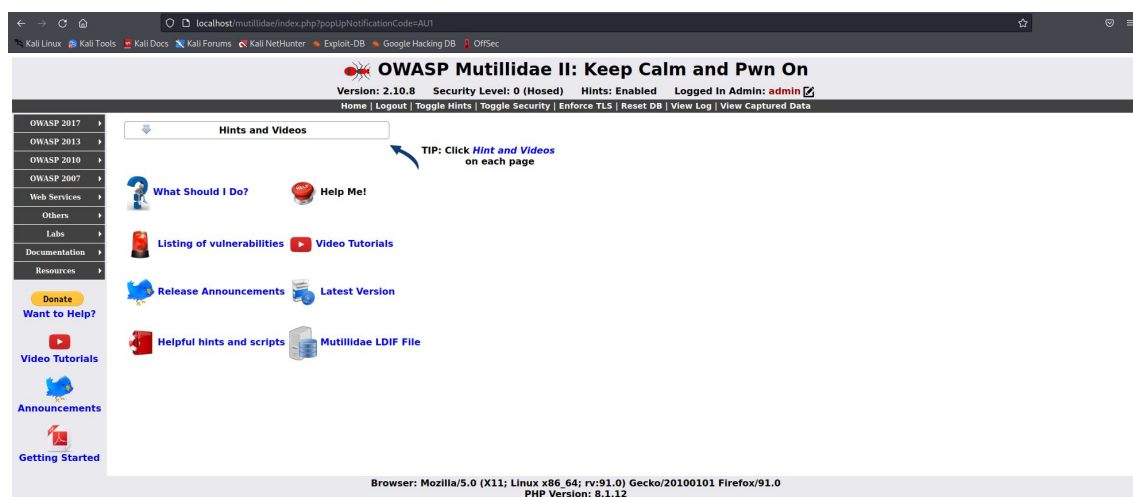 localhost/mutillidae/index.php?popUpNotificationCode=AU1
Kali Linux Kali Tools Kali Docs Kali Forums Kali NetHunter Exploit-DB Google Hacking DB OffSec
OWASP Mutillidae II: Keep Calm and Pwn On
Version: 2.10.8 Security Level: 0 (Hosed) Hints: Enabled Logged In Admin: admin
Home | Logout | Toggle Hints | Toggle Security | Enforce TLS | Reset DB | View Log | View Captured Data
OWASP 2017
OWASP 2013
OWASP 2010
OWASP 2007
Web Services
Others
Labs
Documentation
Resources
Donate
Want to Help?
Video Tutorials
Announcements
Getting Started
Hints and Videos
TIP: Click Hint and Videos
on each page
What Should I Do? Help Me!
Listing of vulnerabilities Video Tutorials
Release Announcements Latest Version
Helpful hints and scripts Mutillidae LDIF File
Browser: Mozilla/5.0 (X11; Linux x86_64; rv:91.0) Gecko/20100101 Firefox/91.0
PHP Version: 8.1.12